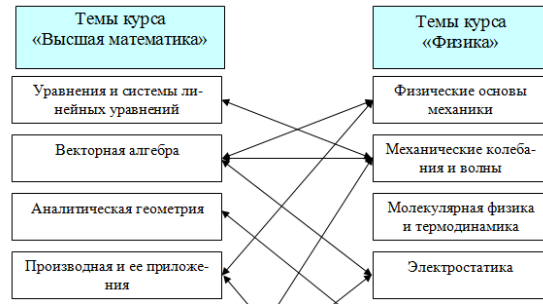 Темы курса
«Высшая математика»
Уравнения и системы ли-
нейных уравнений
Векторная алгебра
Аналитическая геометрия
Производная и ее приложе-
ния
Темы курса
«Физика»
Физические основы
механики
Механические колеба-
ния и волны
Молекулярная физика
и термодинамика
Электростатика